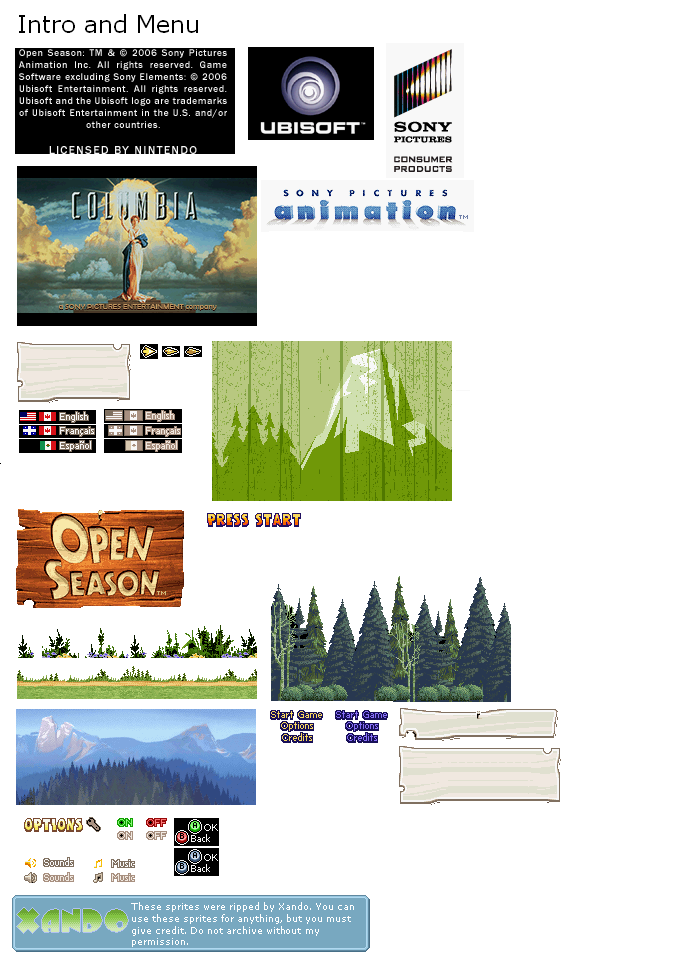 Intro and Menu
Open Season: TM & © 2006 Sony Pictures
Animation Inc. All rights reserved. Game
Software excluding Sony Elements: © 2006
Ubisoft Entertainment. All rights reserved.
Ubisoft and the Ubisoft logo are trademarks
of Ubisoft Entertainment in the U.S. and/or
other countries.
LICENSED BY NINTENDO
UBISOFT™
SONY
PICTURES
CONSUMER
PRODUCTS
COLUMBIA
a SONY PICTURES ENTERTAINMENT company
SONY PICTURES
animation™
English
Français
Español
English
Français
Español
OPEN
SEASON™
PRESS START
Start Game
Options
Credits
Start Game
Options
Credits
OPTIONS
ON OFF
ON OFF
A OK
B Back
A OK
B Back
Sounds Music
Sounds Music
XANDO
These sprites were ripped by Xando. You can
use these sprites for anything, but you must
give credit. Do not archive without my
permission.